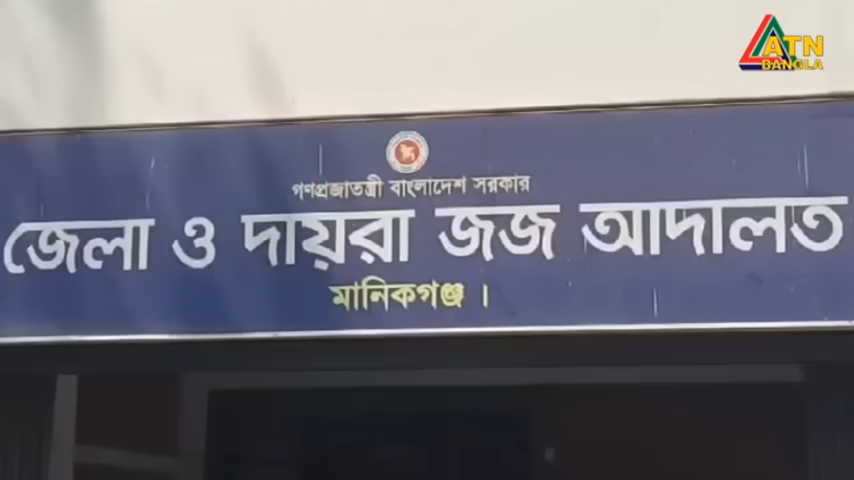 ATN
BANGLA
গণপ্রজাতন্ত্রী বাংলাদেশ সরকার
জেলা ও দায়রা জজ আদালত
মানিকগঞ্জ ।